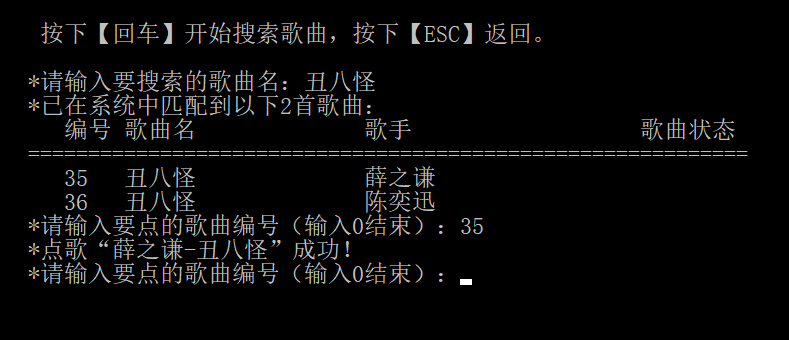 按下【回车】开始搜索歌曲，按下【ESC】返回。
*请输入要搜索的歌曲名：丑八怪
*已在系统中匹配到以下2首歌曲：
编号 歌曲名 歌手 歌曲状态
============================================================
35 丑八怪 薛之谦
36 丑八怪 陈奕迅
*请输入要点的歌曲编号（输入0结束）：35
*点歌“薛之谦-丑八怪”成功！
*请输入要点的歌曲编号（输入0结束）：